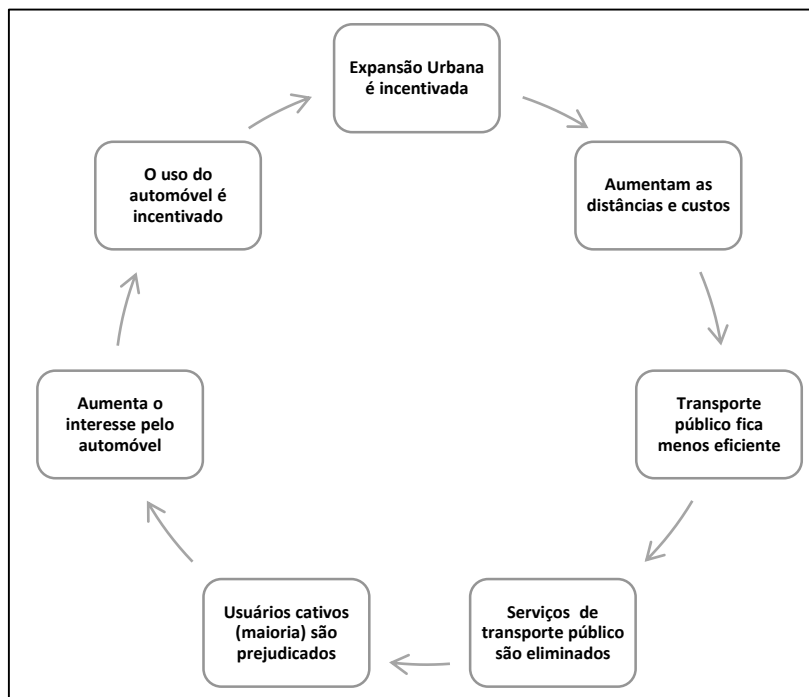 Expansão Urbana
é incentivada
Aumentam as
distâncias e custos
Transporte
público fica
menos eficiente
Serviços de
transporte público
são eliminados
Usuários cativos
(maioria) são
prejudicados
Aumenta o
interesse pelo
automóvel
O uso do
automóvel é
incentivado